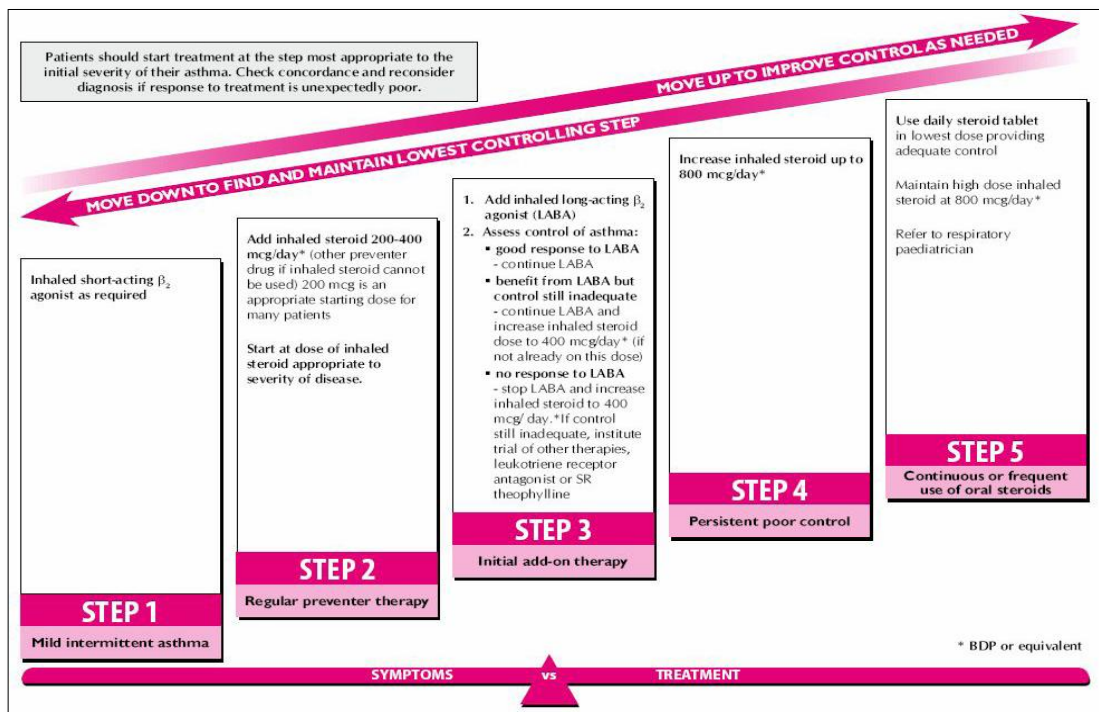 Patients should start treatment at the step most appropriate to the
initial severity of their asthma. Check concordance and reconsider
diagnosis if response to treatment is unexpectedly poor.
MOVE UP TO IMPROVE CONTROL AS NEEDED
MOVE DOWN TO FIND AND MAINTAIN LOWEST CONTROLLING STEP
Inhaled short-acting β₂
agonist as required
STEP 1
Mild intermittent asthma
Add inhaled steroid 200-400
mcg/day* (other preventer
drug if inhaled steroid cannot
be used) 200 mcg is an
appropriate starting dose for
many patients
Start at dose of inhaled
steroid appropriate to
severity of disease.
STEP 2
Regular preventer therapy
1. Add inhaled long-acting β₂
agonist (LABA)
2. Assess control of asthma:
▪ good response to LABA
- continue LABA
▪ benefit from LABA but
control still inadequate
- continue LABA and
increase inhaled steroid
dose to 400 mcg/day* (if
not already on this dose)
▪ no response to LABA
- stop LABA and increase
inhaled steroid to 400
mcg/ day.*If control
still inadequate, institute
trial of other therapies,
leukotriene receptor
antagonist or SR
theophylline
STEP 3
Initial add-on therapy
Increase inhaled steroid up to
800 mcg/day*
STEP 4
Persistent poor control
Use daily steroid tablet
in lowest dose providing
adequate control
Maintain high dose inhaled
steroid at 800 mcg/day*
Refer to respiratory
paediatrician
STEP 5
Continuous or frequent
use of oral steroids
* BDP or equivalent
SYMPTOMS vs TREATMENT